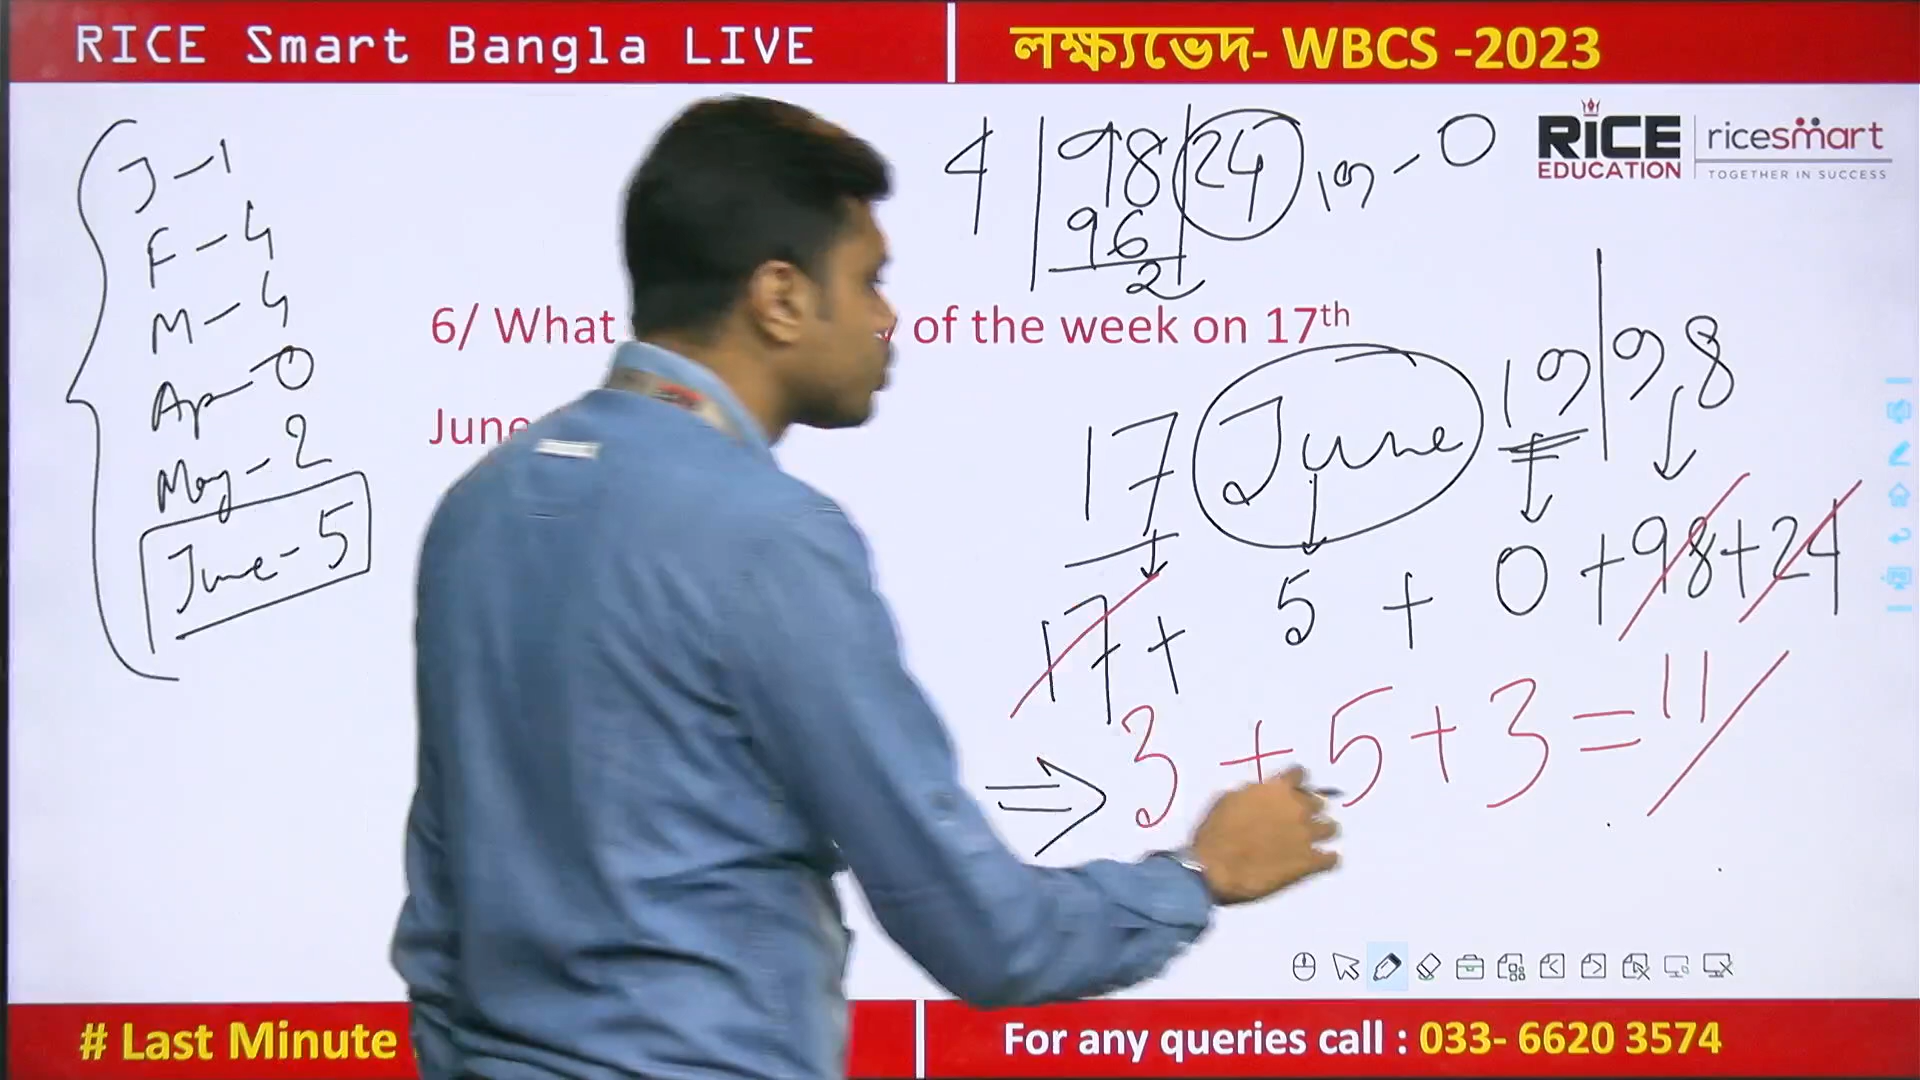 RICE Smart Bangla LIVE
লক্ষ্যভেদ- WBCS -2023
RICE
EDUCATION
ricesmart
TOGETHER IN SUCCESS
J-1
F-4
M-4
Ap-0
May-2
June-5
4 98 24 19-0
96
2
6/ What of the week on 17th
June
17 June 19 98
17+ 5 + 0 +98+24
⇒ 3 + 5+3=11
# Last Minute
For any queries call : 033- 6620 3574